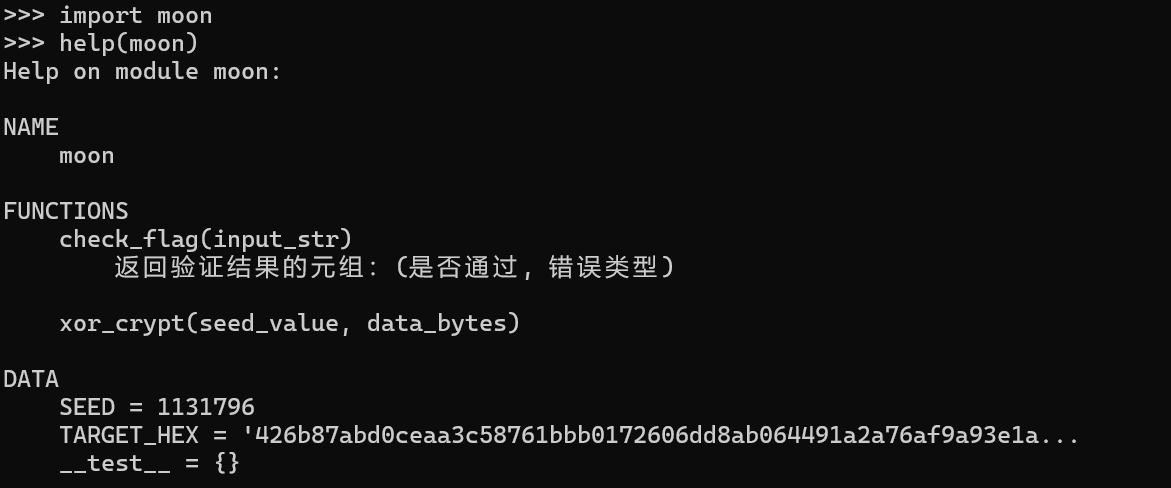 >>> import moon
>>> help(moon)
Help on module moon:
NAME
moon
FUNCTIONS
check_flag(input_str)
返回验证结果的元组: (是否通过, 错误类型)
xor_crypt(seed_value, data_bytes)
DATA
SEED = 1131796
TARGET_HEX = '426b87abd0ceaa3c58761bbb0172606dd8ab064491a2a76af9a93e1a...
__test__ = {}